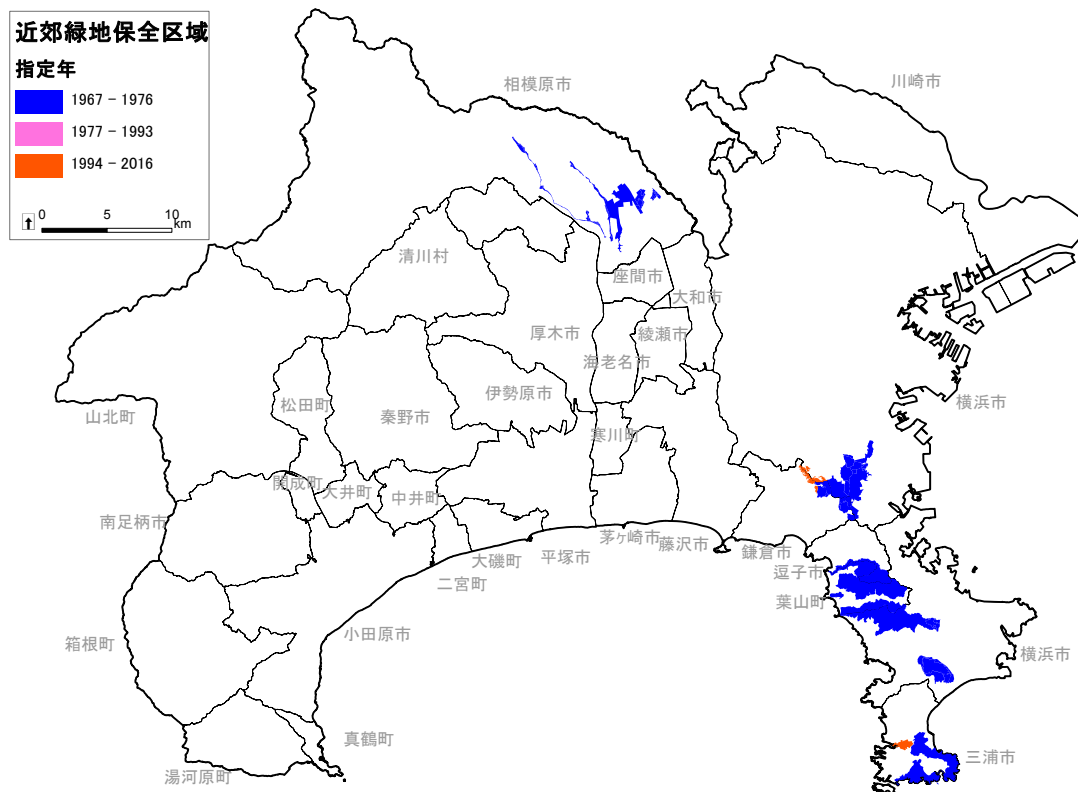 近郊緑地保全区域
指定年
1967 - 1976
1977 - 1993
1994 - 2016
0 5 10
km
相模原市
川崎市
清川村
座間市
大和市
厚木市
綾瀬市
海老名市
伊勢原市
松田町
秦野市
山北町
横浜市
寒川町
開成町
大井町
中井町
南足柄市
茅ヶ崎市
藤沢市
鎌倉市
大磯町
平塚市
二宮町
逗子市
葉山町
小田原市
箱根町
横浜市
真鶴町
三浦市
湯河原町